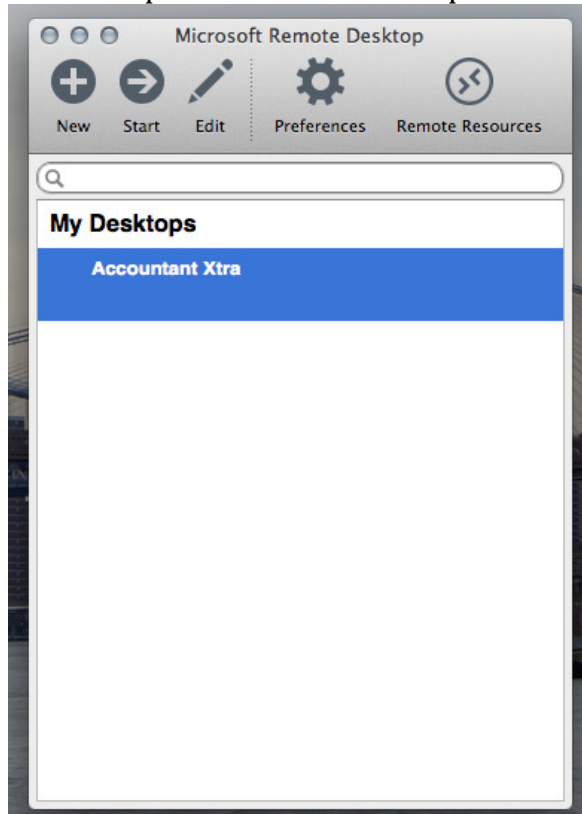 Microsoft Remote Desktop
New Start Edit Preferences Remote Resources
My Desktops
Accountant Xtra